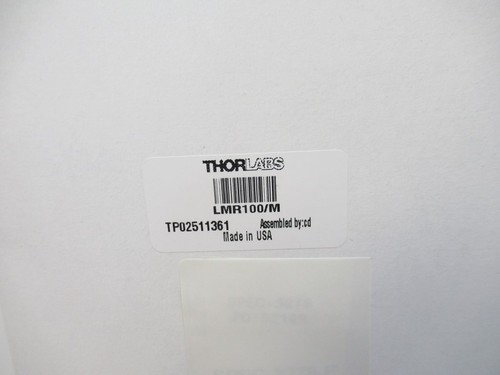 THORLABS
LMR100/M
TP02511361 Assembled by:cd
Made in USA